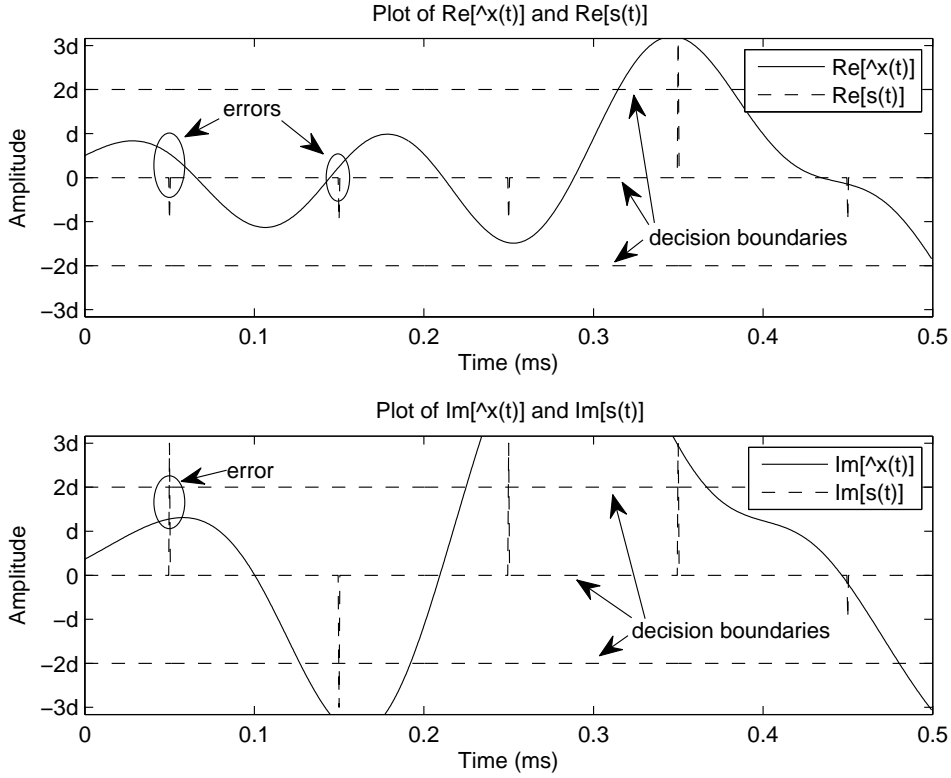 Plot of Re[^x(t)] and Re[s(t)]
3d
2d
d
0
−d
−2d
−3d
Amplitude
errors
decision boundaries
Re[^x(t)]
Re[s(t)]
0
0.1
0.2
0.3
0.4
0.5
Time (ms)
Plot of Im[^x(t)] and Im[s(t)]
3d
2d
d
0
−d
−2d
−3d
Amplitude
error
decision boundaries
Im[^x(t)]
Im[s(t)]
0
0.1
0.2
0.3
0.4
0.5
Time (ms)